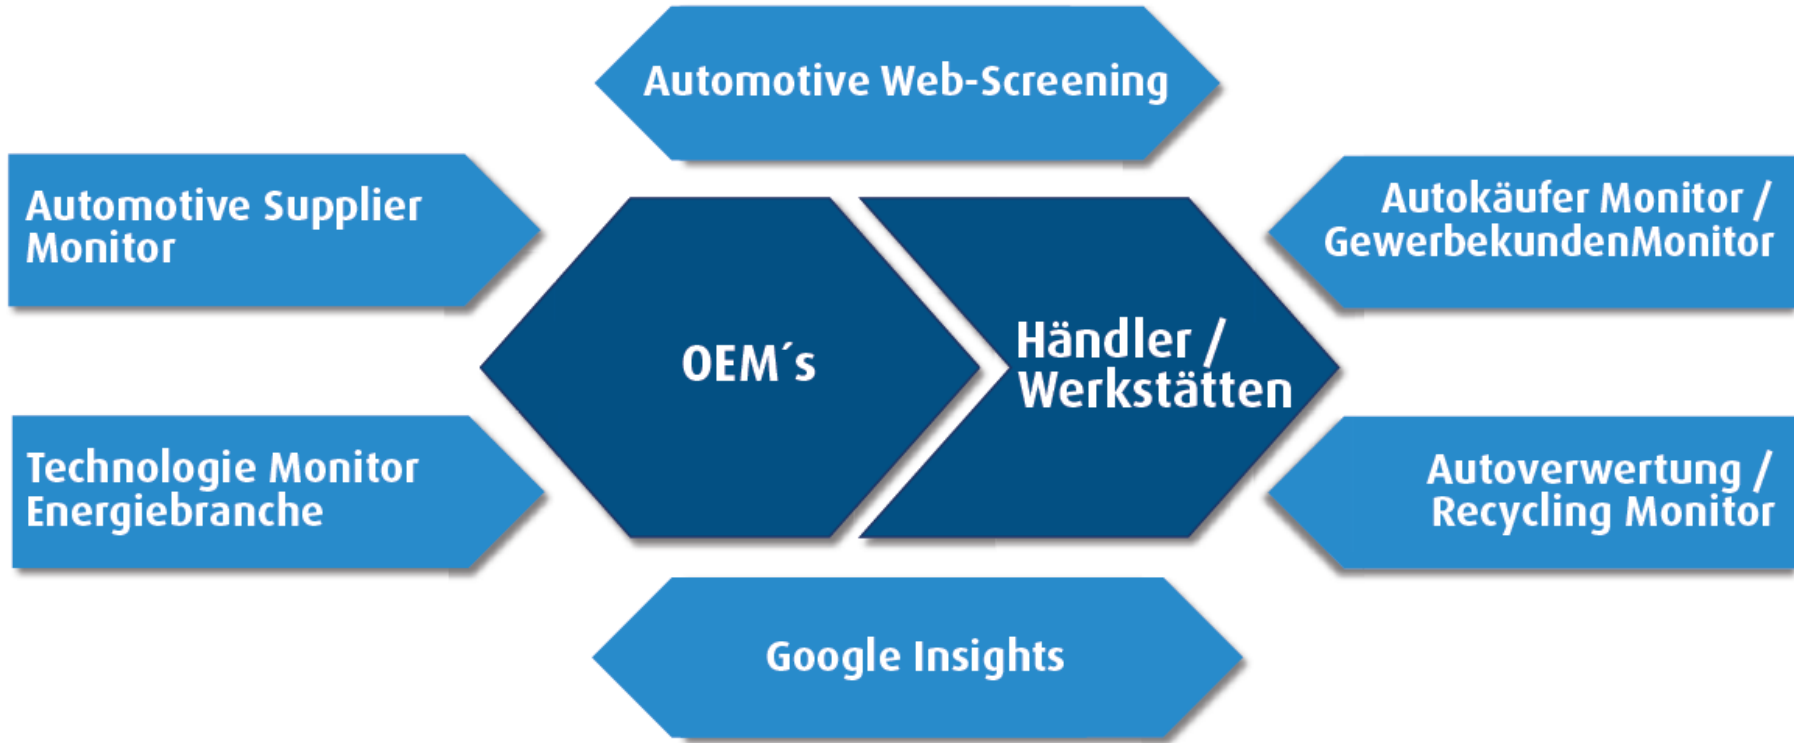 Automotive Web-Screening
Automotive Supplier
Monitor
Autokäufer Monitor /
GewerbekundenMonitor
OEM´s
Händler /
Werkstätten
Technologie Monitor
Energiebranche
Autoverwertung /
Recycling Monitor
Google Insights